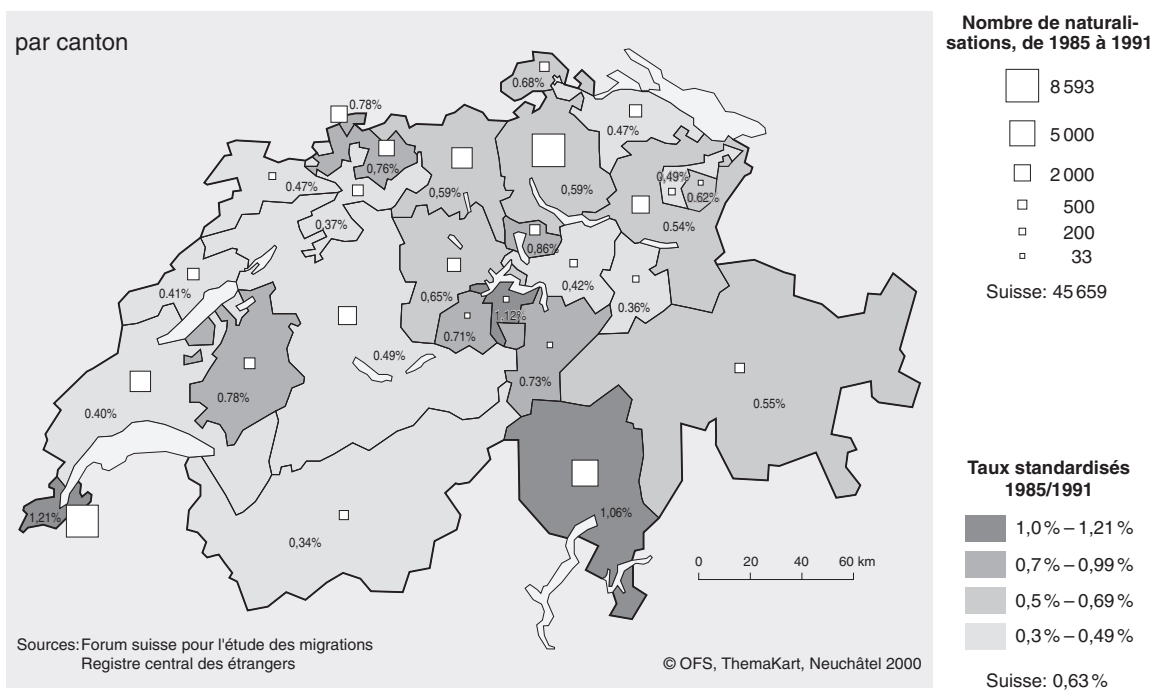 par canton
0.68%
0.78%
0.47%
0,76%
0.49%
0.47%
0,59%
0,59%
0.62%
0.37%
0.54%
0,86%
0,42%
0.41%
0,65%
0.36%
1.12%
0.71%
0.49%
0.73%
0.78%
0.55%
0.40%
1,06%
1,21%
0,34%
0 20 40 60 km
Sources: Forum suisse pour l'étude des migrations
Registre central des étrangers
© OFS, ThemaKart, Neuchâtel 2000
Nombre de naturali-
sations, de 1985 à 1991
8 593
5 000
2 000
500
200
33
Suisse: 45 659
Taux standardisés
1985/1991
1,0 % – 1,21 %
0,7 % – 0,99 %
0,5 % – 0,69 %
0,3 % – 0,49 %
Suisse: 0,63 %